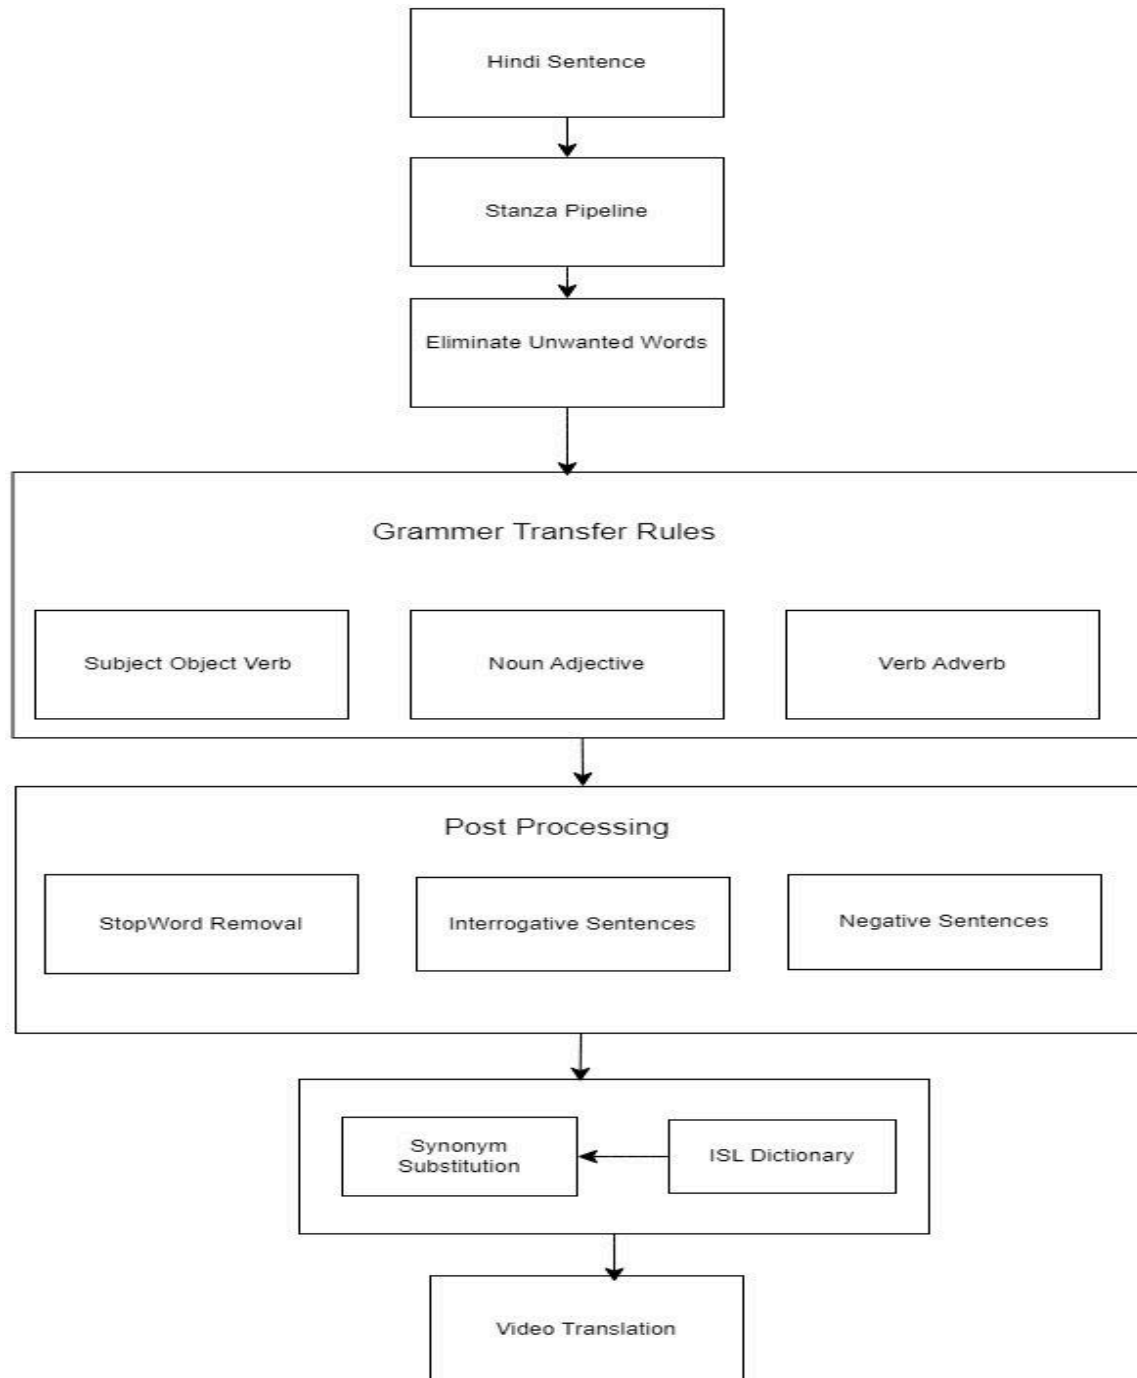 Hindi Sentence
Stanza Pipeline
Eliminate Unwanted Words
Grammer Transfer Rules
Subject Object Verb
Noun Adjective
Verb Adverb
Post Processing
StopWord Removal
Interrogative Sentences
Negative Sentences
Synonym
Substitution
ISL Dictionary
Video Translation